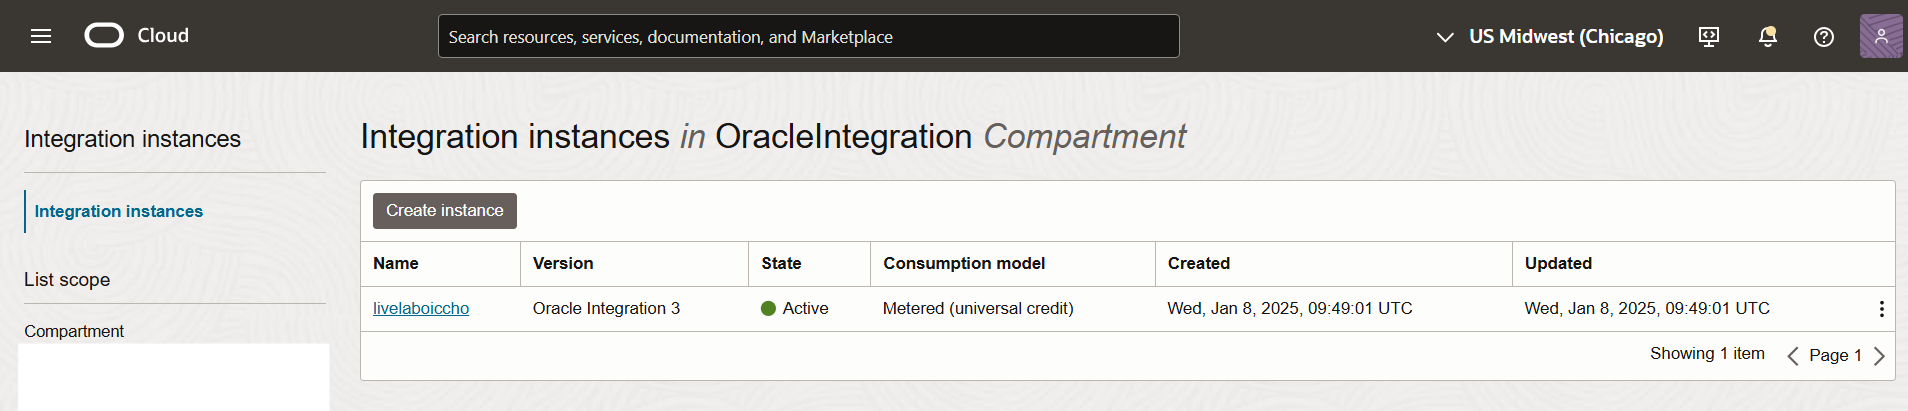 Cloud
Search resources, services, documentation, and Marketplace
US Midwest (Chicago)
Integration instances
Integration instances
List scope
Compartment
Integration instances in OracleIntegration Compartment
Create instance
Name Version State Consumption model Created Updated
livelaboiccho Oracle Integration 3 Active Metered (universal credit) Wed, Jan 8, 2025, 09:49:01 UTC Wed, Jan 8, 2025, 09:49:01 UTC
Showing 1 item Page 1